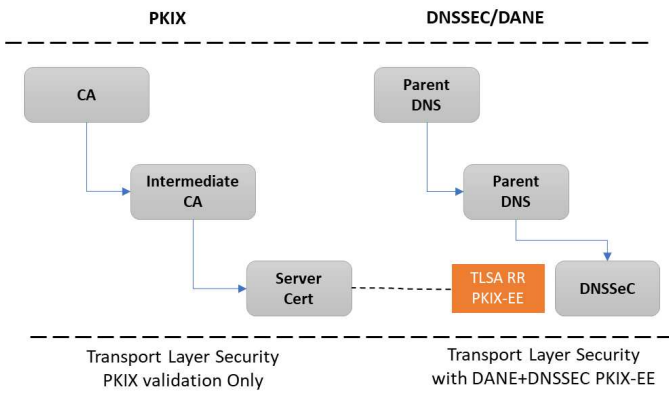 PKIX
DNSSEC/DANE
CA
Parent
DNS
Intermediate
CA
Parent
DNS
Server
Cert
TLSA RR
PKIX-EE
DNSSeC
Transport Layer Security
PKIX validation Only
Transport Layer Security
with DANE+DNSSEC PKIX-EE